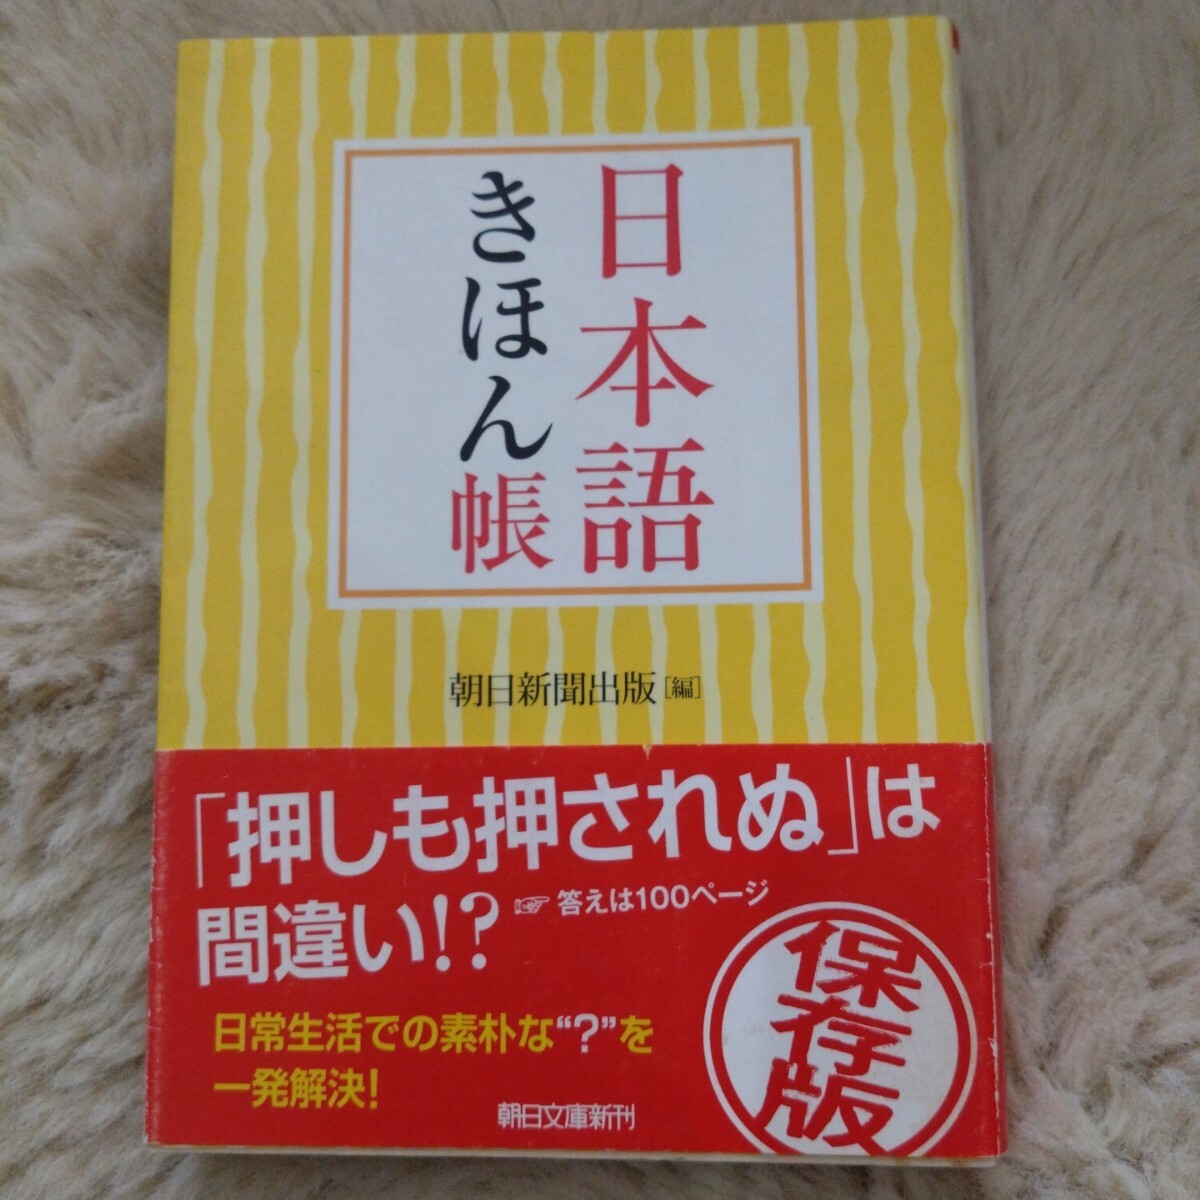 日本語
きほん帳
朝日新聞出版［編］
「押しも押されぬ」は
間違い!?
☞ 答えは100ページ
日常生活での素朴な“?”を
一発解決!
朝日文庫新刊
保存版